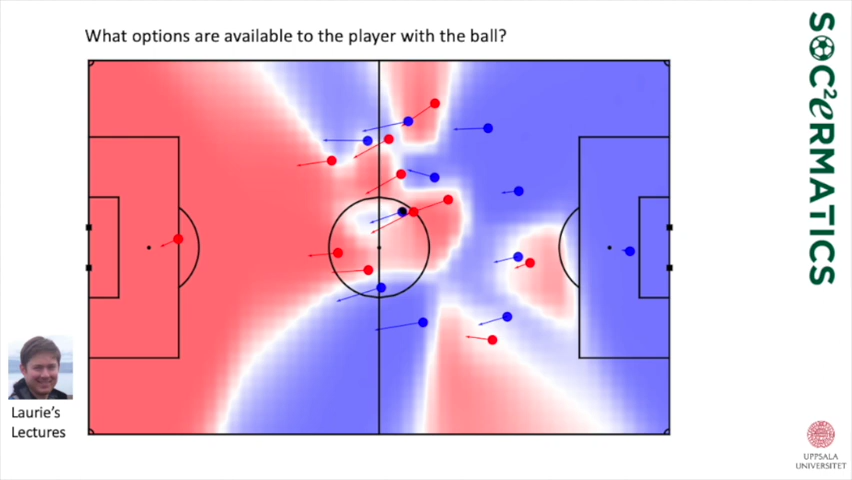 What options are available to the player with the ball?
SOC²eRMATICS
Laurie's
Lectures
UPPSALA
UNIVERSITET